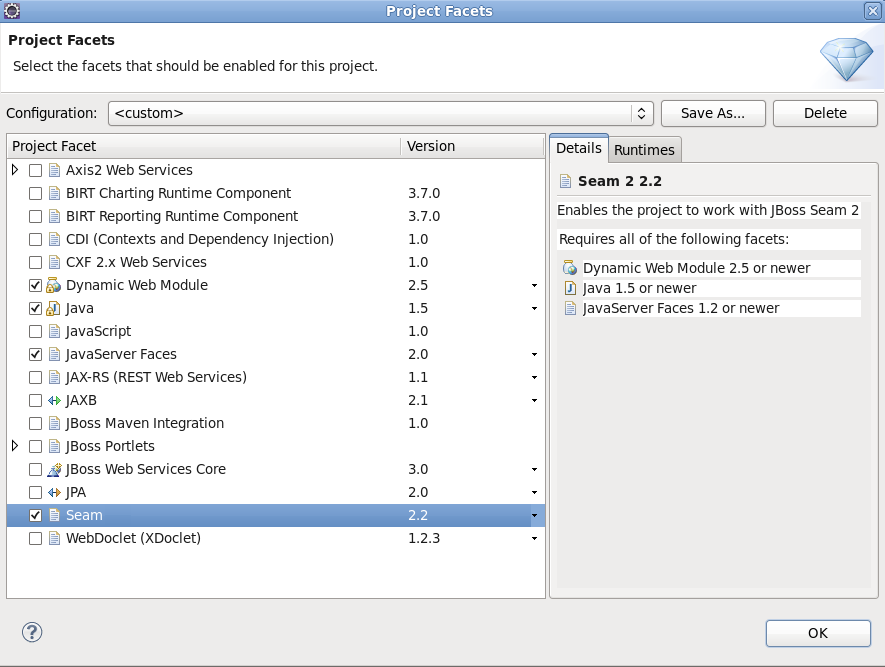 Project Facets
Project Facets
Select the facets that should be enabled for this project.
Configuration: <custom> Save As... Delete
Project Facet Version
Axis2 Web Services
BIRT Charting Runtime Component 3.7.0
BIRT Reporting Runtime Component 3.7.0
CDI (Contexts and Dependency Injection) 1.0
CXF 2.x Web Services 1.0
Dynamic Web Module 2.5
Java 1.5
JavaScript 1.0
JavaServer Faces 2.0
JAX-RS (REST Web Services) 1.1
JAXB 2.1
JBoss Maven Integration 1.0
JBoss Portlets
JBoss Web Services Core 3.0
JPA 2.0
Seam 2.2
WebDoclet (XDoclet) 1.2.3
Details Runtimes
Seam 2 2.2
Enables the project to work with JBoss Seam 2
Requires all of the following facets:
Dynamic Web Module 2.5 or newer
Java 1.5 or newer
JavaServer Faces 1.2 or newer
?
OK